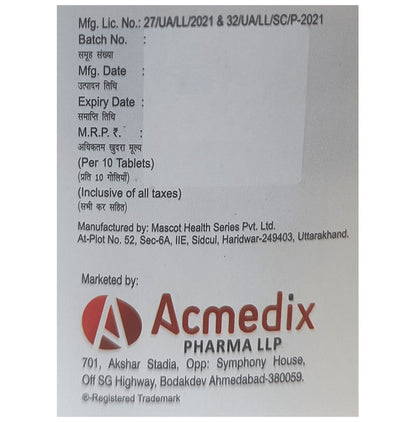 Mfg. Lic. No.: 27/UA/LL/2021 & 32/UA/LL/SC/P-2021
Batch No. :
समूह संख्या
Mfg. Date :
उत्पादन तिथि
Expiry Date :
समाप्ति तिथि
M.R.P. ₹. :
अधिकतम खुदरा मूल्य
(Per 10 Tablets)
(प्रति 10 गोलियाँ)
(Inclusive of all taxes)
(सभी कर सहित)
Manufactured by: Mascot Health Series Pvt. Ltd.
At-Plot No. 52, Sec-6A, IIE, Sidcul, Haridwar-249403, Uttarakhand.
Marketed by:
Acmedix
PHARMA LLP
701, Akshar Stadia, Opp: Symphony House,
Off SG Highway, Bodakdev Ahmedabad-380059.
®-Registered Trademark